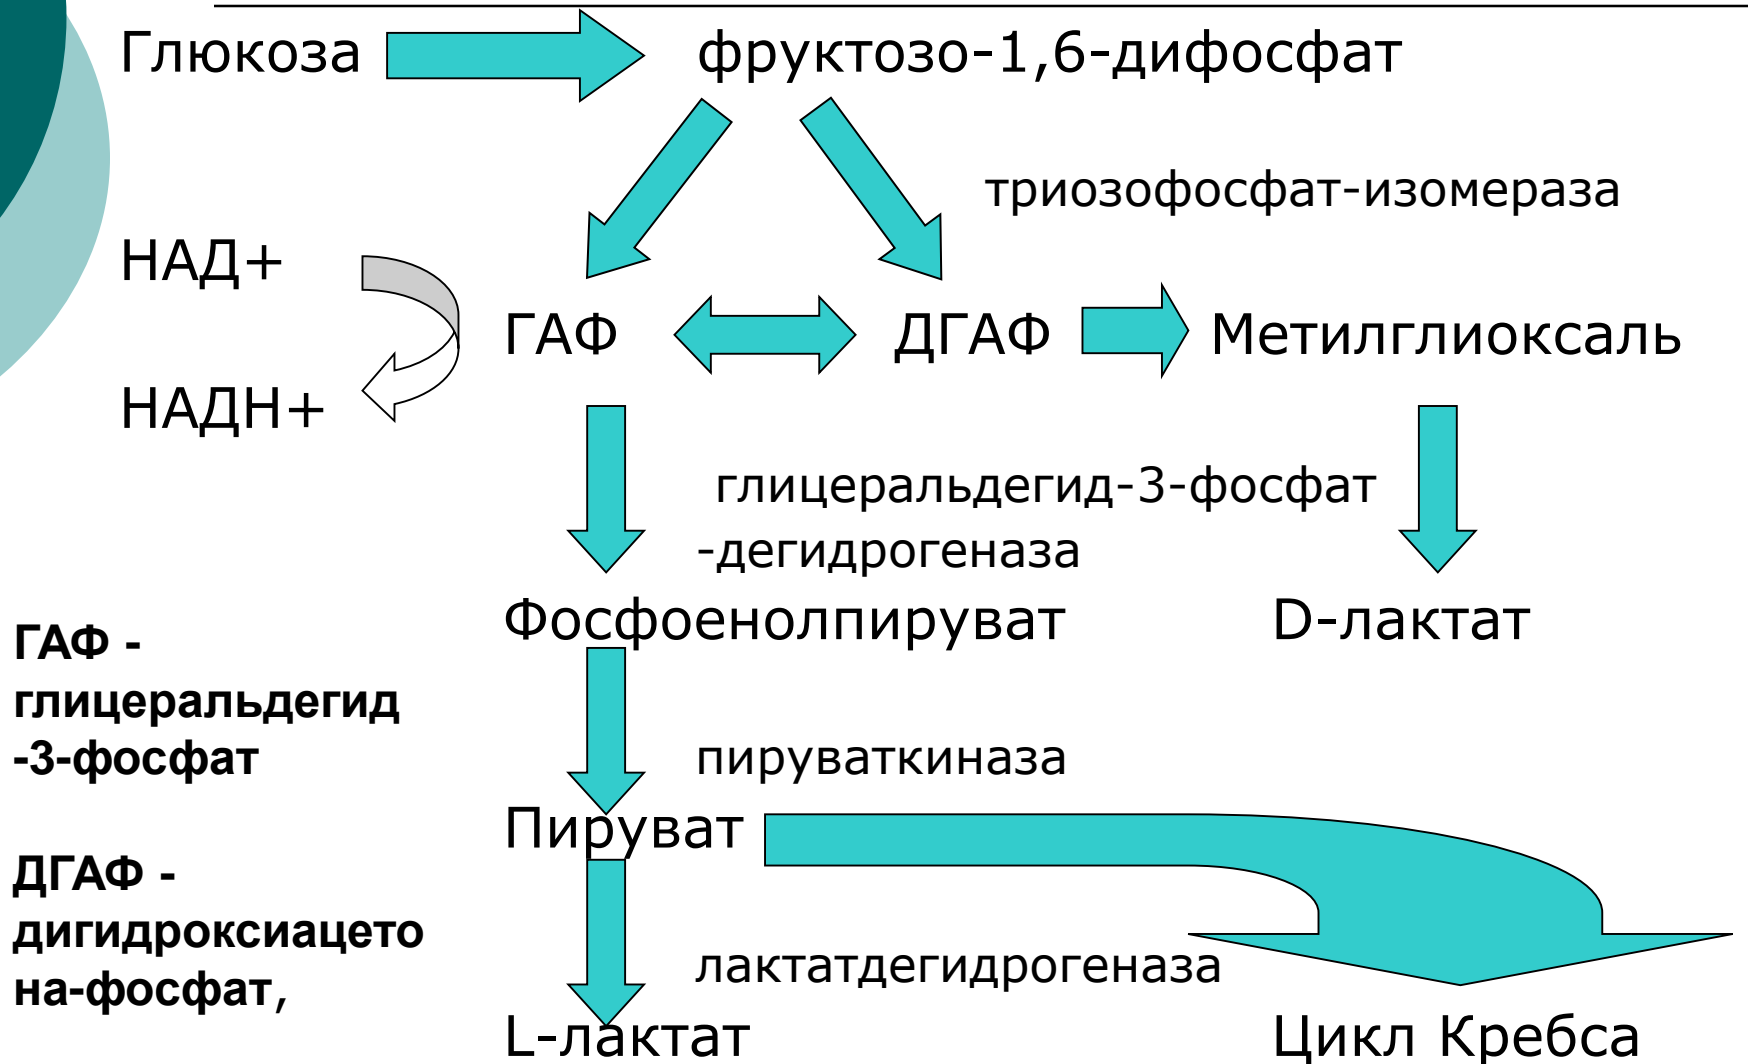 Глюкоза
фруктозо-1,6-дифосфат
триозофосфат-изомераза
НАД+
ГАФ
ДГАФ
Метилглиоксаль
НАДН+
глицеральдегид-3-фосфат
-дегидрогеназа
Фосфоенолпируват
D-лактат
ГАФ -
глицеральдегид
-3-фосфат
пируваткиназа
Пируват
ДГАФ -
дигидроксиацето
на-фосфат,
лактатдегидрогеназа
L-лактат
Цикл Кребса